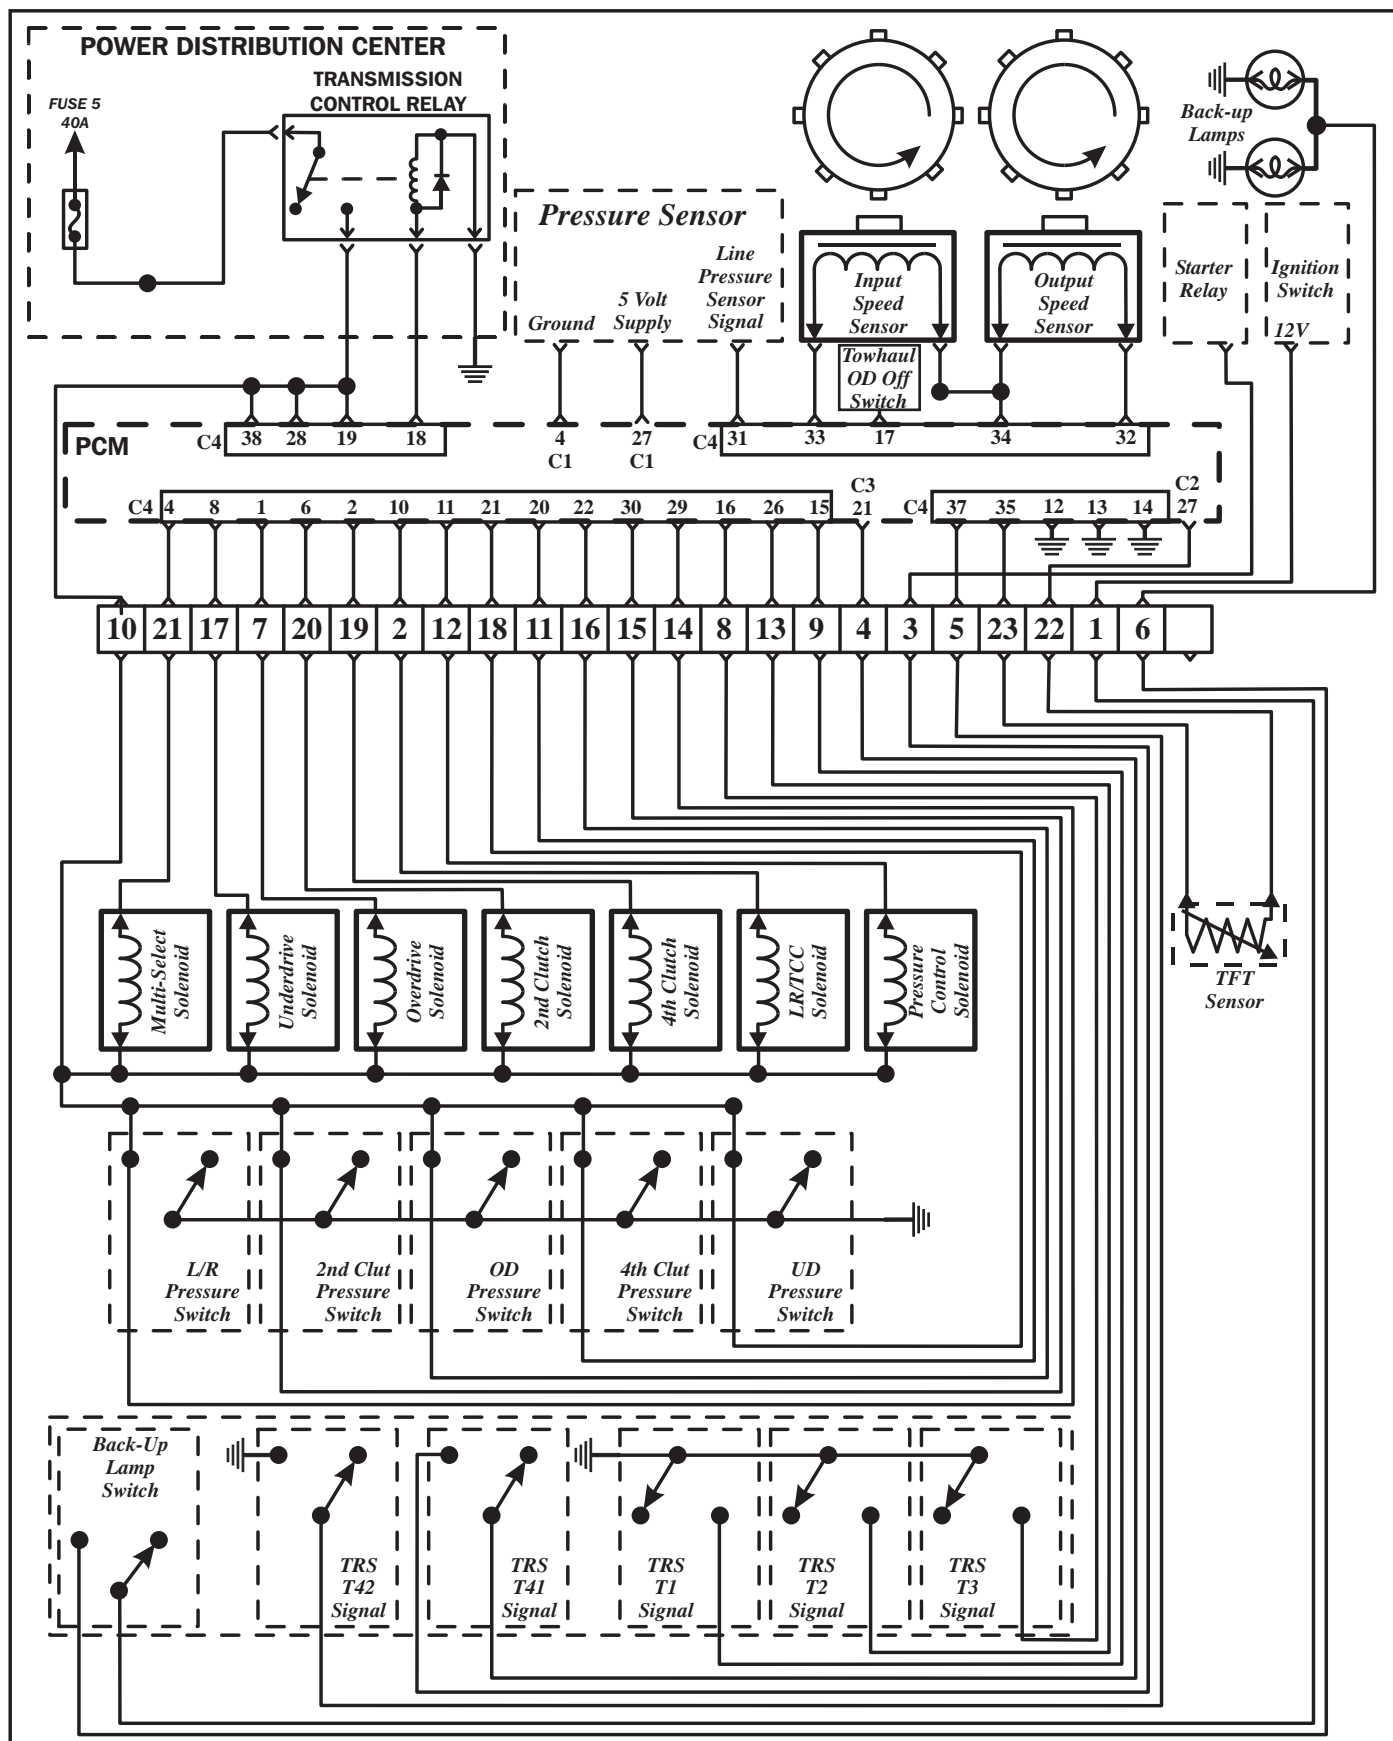 POWER DISTRIBUTION CENTER
FUSE 5
40A
TRANSMISSION
CONTROL RELAY
Back-up
Lamps
Pressure Sensor
Ground
5 Volt
Supply
Line
Pressure
Sensor
Signal
Input
Speed
Sensor
Output
Speed
Sensor
Starter
Relay
Ignition
Switch
12V
Towhaul
OD Off
Switch
PCM
C4 38 28 19 18
4
C1
27
C1
C4 31 33 17 34 32
C4 4 8 1 6 2 10 11 21 20 22 30 29 16 26 15
C3
21
C4 37 35 12 13 14
C2
27
10 21 17 7 20 19 2 12 18 11 16 15 14 8 13 9 4 3 5 23 22 1 6
Multi-Select
Solenoid
Underdrive
Solenoid
Overdrive
Solenoid
2nd Clutch
Solenoid
4th Clutch
Solenoid
LR/TCC
Solenoid
Pressure
Control
Solenoid
TFT
Sensor
L/R
Pressure
Switch
2nd Clut
Pressure
Switch
OD
Pressure
Switch
4th Clut
Pressure
Switch
UD
Pressure
Switch
Back-Up
Lamp
Switch
TRS
T42
Signal
TRS
T41
Signal
TRS
T1
Signal
TRS
T2
Signal
TRS
T3
Signal